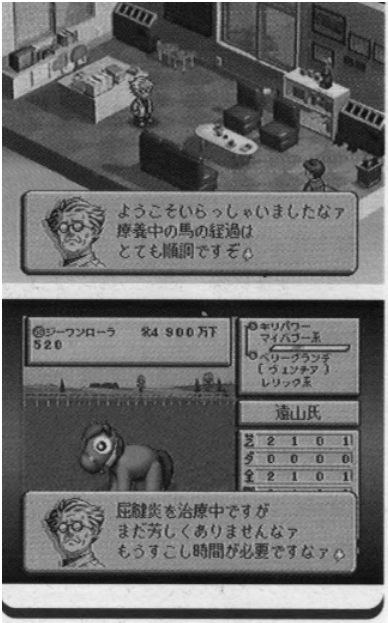 ようこそいらっしゃいましたなァ
療養中の馬の経過は
とても順調ですぞ
ジーワンローラ 4900万下
520
キリパワー
マイバブー系
ベリーグランデ
(ヴェンチア)
レリック系
遠山氏
芝 2 1 0 1
ダ 0 0 0 0
全 2 1 0 1
屈腱炎を治療中ですが
まだ芳しくありませんなァ
もうすこし時間が必要ですなァ